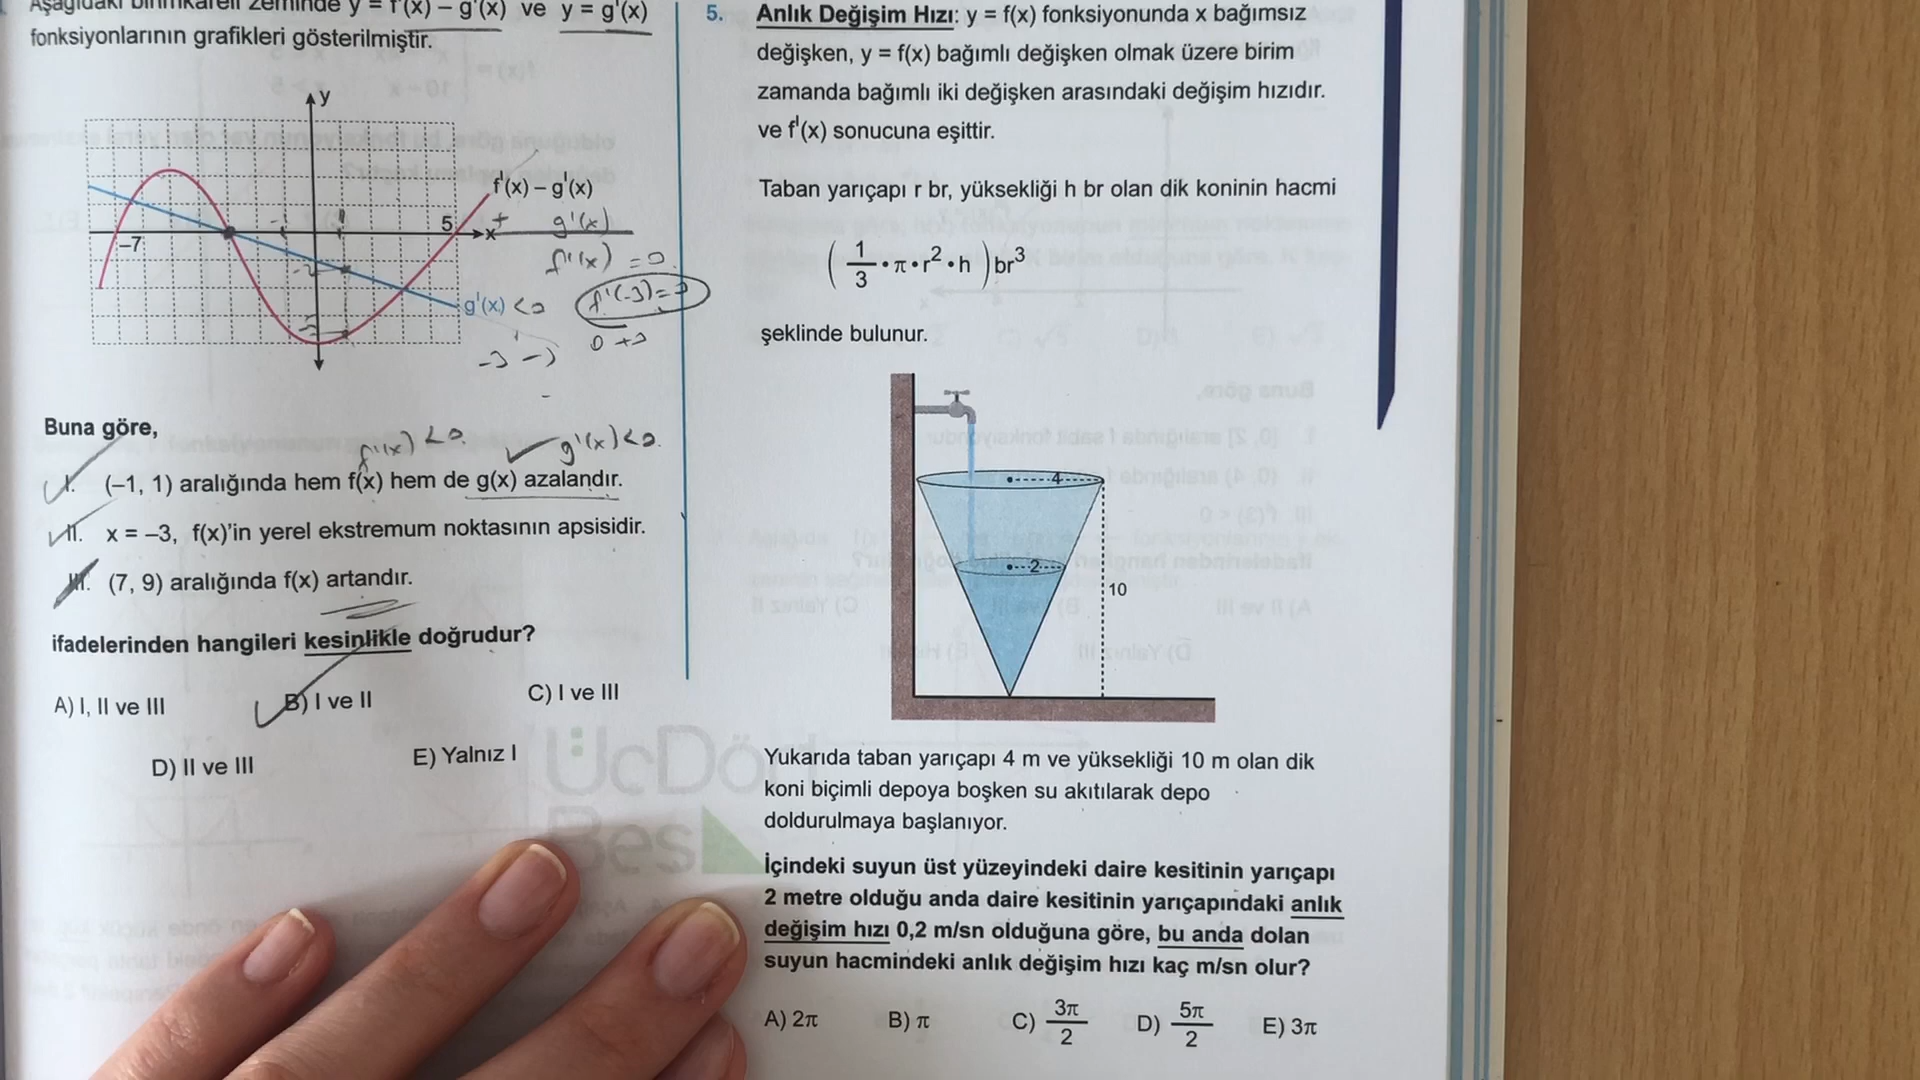 Aşağıdaki birimkareli zeminde y = f'(x) – g'(x) ve y = g'(x)
fonksiyonlarının grafikleri gösterilmiştir.
y
f'(x) – g'(x)
+ g'(x)
5
x
–7
f'(x) = 0
-2
g'(x) < 0
f'(-3) = 0
Buna göre,
f'(x) < 0
g'(x) < 0.
I. (–1, 1) aralığında hem f(x) hem de g(x) azalandır.
II. x = –3, f(x)'in yerel ekstremum noktasının apsisidir.
III. (7, 9) aralığında f(x) artandır.
ifadelerinden hangileri kesinlikle doğrudur?
A) I, II ve III
B) I ve II
C) I ve III
D) II ve III
E) Yalnız I
ÜçDört
Beş
5. Anlık Değişim Hızı: y = f(x) fonksiyonunda x bağımsız
değişken, y = f(x) bağımlı değişken olmak üzere birim
zamanda bağımlı iki değişken arasındaki değişim hızıdır.
ve f'(x) sonucuna eşittir.
Taban yarıçapı r br, yüksekliği h br olan dik koninin hacmi
(1/3 • π • r² • h) br³
şeklinde bulunur.
4
2
10
Yukarıda taban yarıçapı 4 m ve yüksekliği 10 m olan dik
koni biçimli depoya boşken su akıtılarak depo
doldurulmaya başlanıyor.
İçindeki suyun üst yüzeyindeki daire kesitinin yarıçapı
2 metre olduğu anda daire kesitinin yarıçapındaki anlık
değişim hızı 0,2 m/sn olduğuna göre, bu anda dolan
suyun hacmindeki anlık değişim hızı kaç m/sn olur?
A) 2π
B) π
C) 3π/2
D) 5π/2
E) 3π